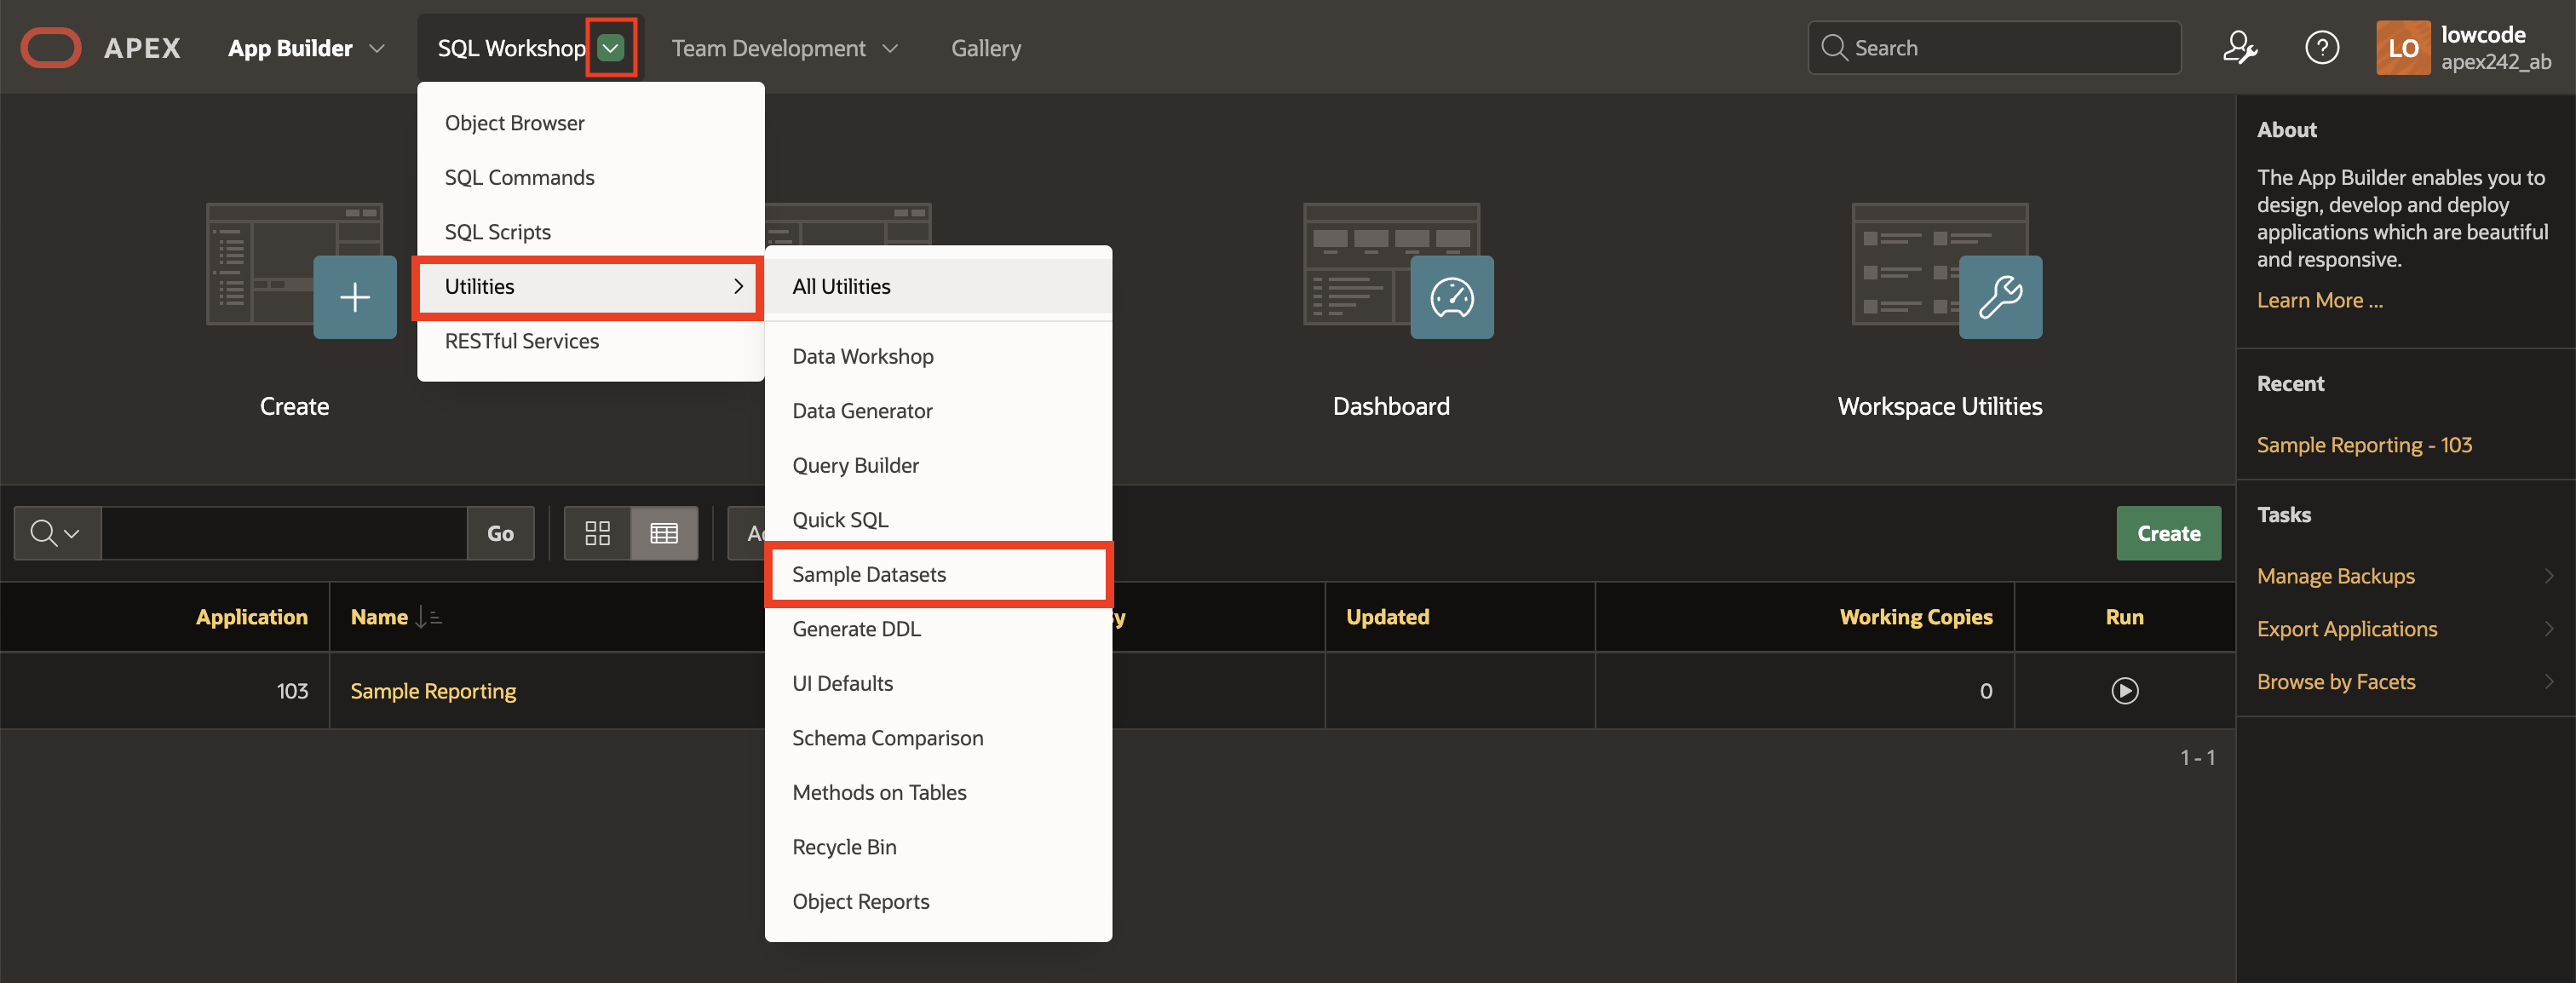 APEX
App Builder
SQL Workshop
Team Development
Gallery
Search
LO
lowcode
apex242_ab
Object Browser
SQL Commands
SQL Scripts
Utilities
RESTful Services
All Utilities
Data Workshop
Data Generator
Query Builder
Quick SQL
Sample Datasets
Generate DDL
UI Defaults
Schema Comparison
Methods on Tables
Recycle Bin
Object Reports
Create
Dashboard
Workspace Utilities
Go
Create
Application
Name
Updated
Working Copies
Run
103
Sample Reporting
0
1 - 1
About
The App Builder enables you to
design, develop and deploy
applications which are beautiful
and responsive.
Learn More ...
Recent
Sample Reporting - 103
Tasks
Manage Backups
Export Applications
Browse by Facets